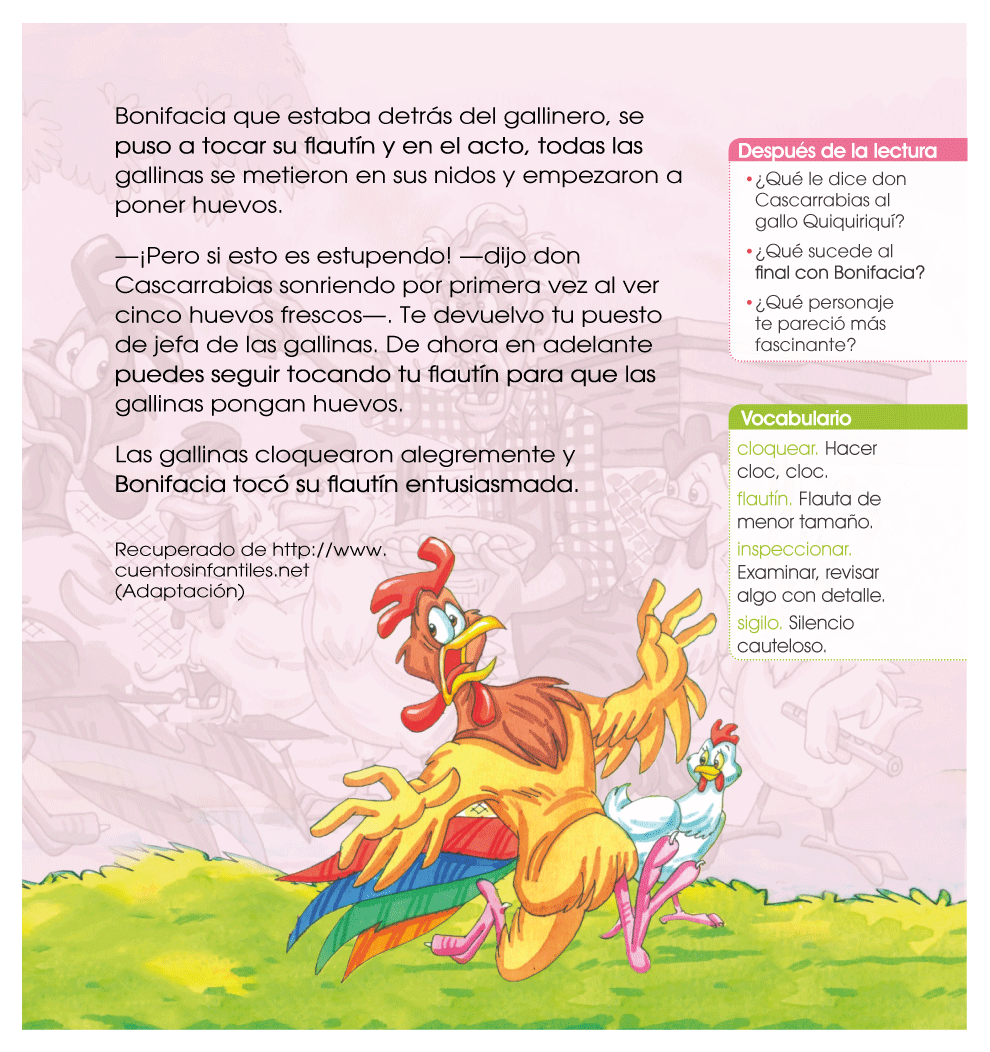 Bonifacia que estaba detrás del gallinero, se
puso a tocar su flautín y en el acto, todas las
gallinas se metieron en sus nidos y empezaron a
poner huevos.
—¡Pero si esto es estupendo! —dijo don
Cascarrabias sonriendo por primera vez al ver
cinco huevos frescos—. Te devuelvo tu puesto
de jefa de las gallinas. De ahora en adelante
puedes seguir tocando tu flautín para que las
gallinas pongan huevos.
Las gallinas cloquearon alegremente y
Bonifacia tocó su flautín entusiasmada.
Recuperado de http://www.
cuentosinfantiles.net
(Adaptación)
Después de la lectura
• ¿Qué le dice don
Cascarrabias al
gallo Quiquiriquí?
• ¿Qué sucede al
final con Bonifacia?
• ¿Qué personaje
te pareció más
fascinante?
Vocabulario
cloquear. Hacer
cloc, cloc.
flautín. Flauta de
menor tamaño.
inspeccionar.
Examinar, revisar
algo con detalle.
sigilo. Silencio
cauteloso.